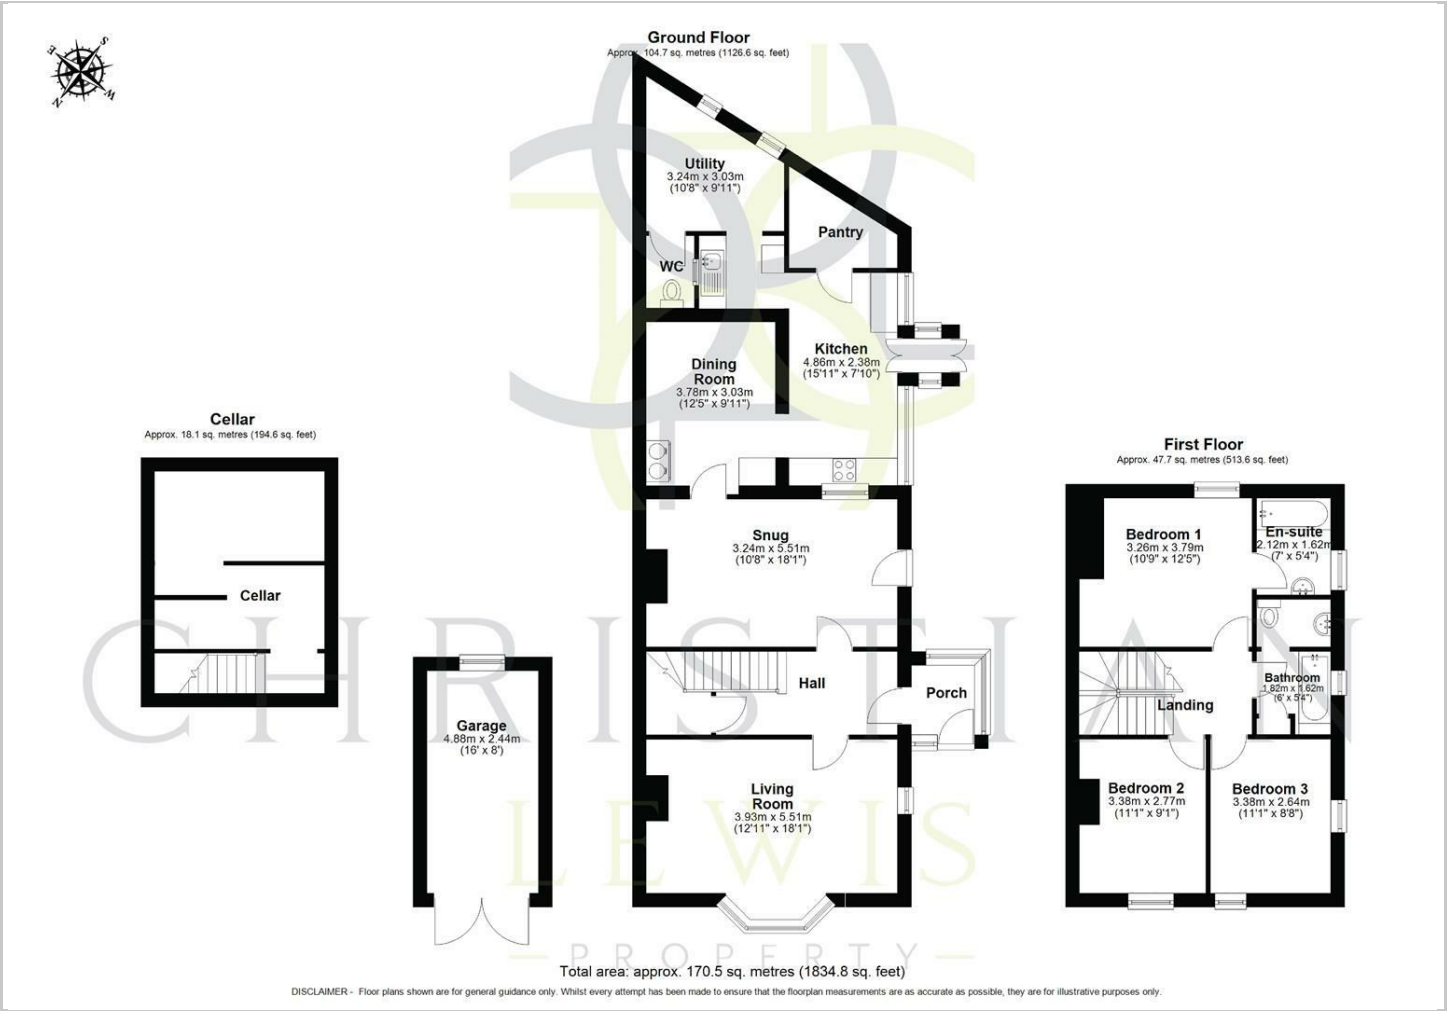 Ground Floor
Approx. 104.7 sq. metres (1126.6 sq. feet)
S
E
W
N
Utility
3.24m x 3.03m
(10'8" x 9'11")
Pantry
WC
Kitchen
4.86m x 2.38m
(15'11" x 7'10")
Dining
Room
3.78m x 3.03m
(12'5" x 9'11")
Snug
3.24m x 5.51m
(10'8" x 18'1")
Hall
Porch
Living
Room
3.93m x 5.51m
(12'11" x 18'1")
Cellar
Approx. 18.1 sq. metres (194.6 sq. feet)
Cellar
Garage
4.88m x 2.44m
(16' x 8')
First Floor
Approx. 47.7 sq. metres (513.6 sq. feet)
Bedroom 1
3.26m x 3.79m
(10'9" x 12'5")
En-suite
2.12m x 1.62m
(7' x 5'4")
Bathroom
1.82m x 1.62m
(6' x 5'4")
Landing
Bedroom 2
3.38m x 2.77m
(11'1" x 9'1")
Bedroom 3
3.38m x 2.64m
(11'1" x 8'8")
CHRISTIAN
LEWIS
PROPERTY
Total area: approx. 170.5 sq. metres (1834.8 sq. feet)
DISCLAIMER - Floor plans shown are for general guidance only. Whilst every attempt has been made to ensure that the floorplan measurements are as accurate as possible, they are for illustrative purposes only.